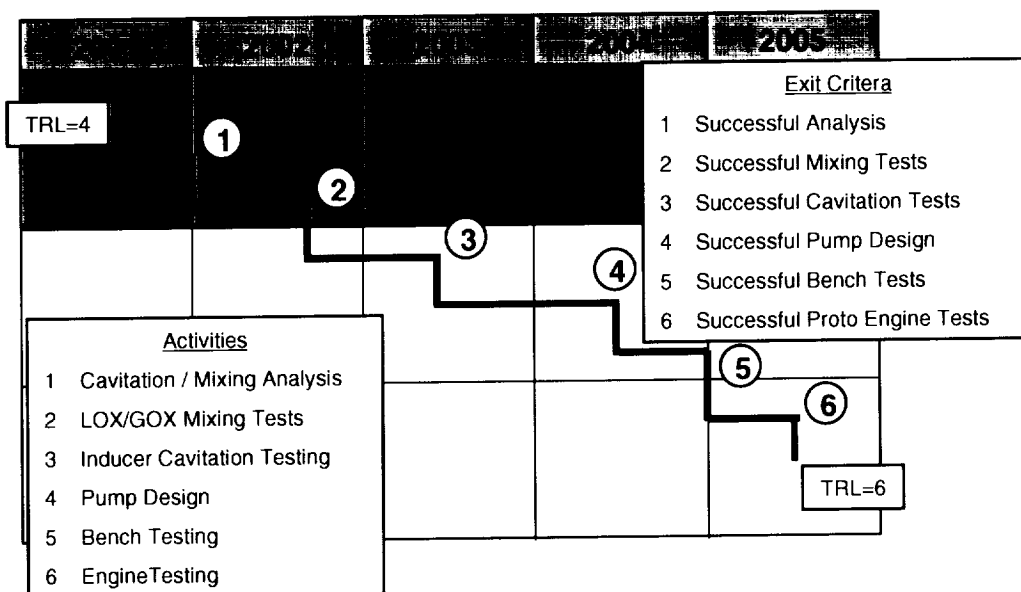 2002
2005
TRL=4
1
2
3
4
5
6
TRL=6
Exit Critera
1 Successful Analysis
2 Successful Mixing Tests
3 Successful Cavitation Tests
4 Successful Pump Design
5 Successful Bench Tests
6 Successful Proto Engine Tests
Activities
1 Cavitation / Mixing Analysis
2 LOX/GOX Mixing Tests
3 Inducer Cavitation Testing
4 Pump Design
5 Bench Testing
6 EngineTesting